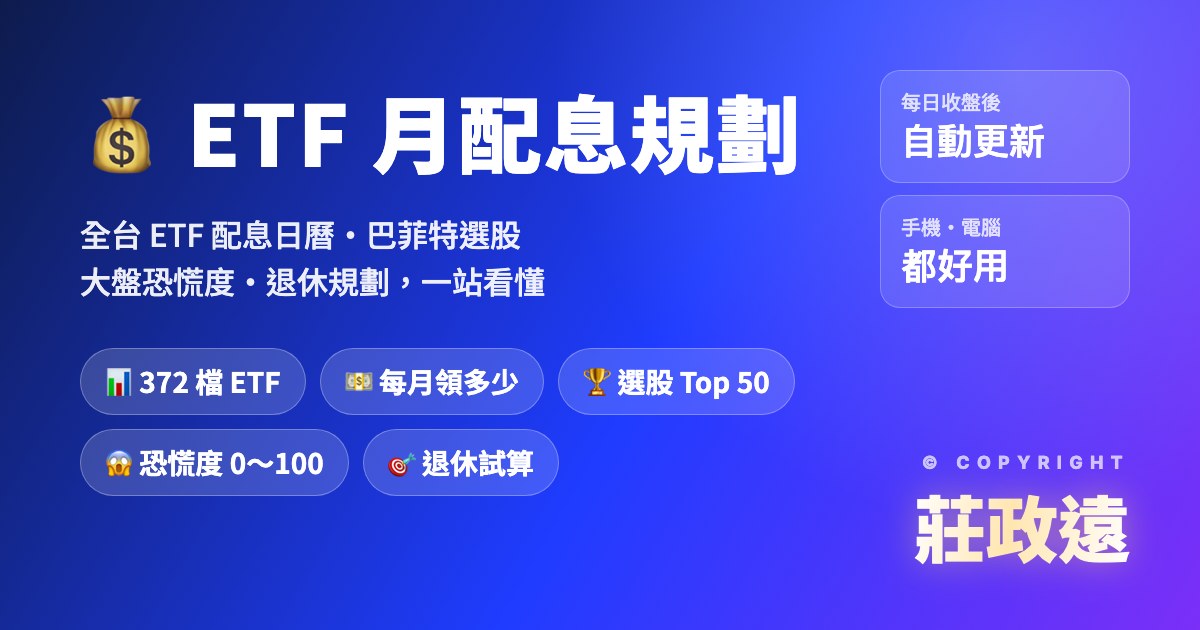 💰 ETF 月配息規劃
全台 ETF 配息日曆・巴菲特選股
大盤恐慌度・退休規劃，一站看懂
📊 372 檔 ETF
💵 每月領多少
🏆 選股 Top 50
😱 恐慌度 0～100
🎯 退休試算
每日收盤後
自動更新
手機・電腦
都好用
© COPYRIGHT
莊政遠